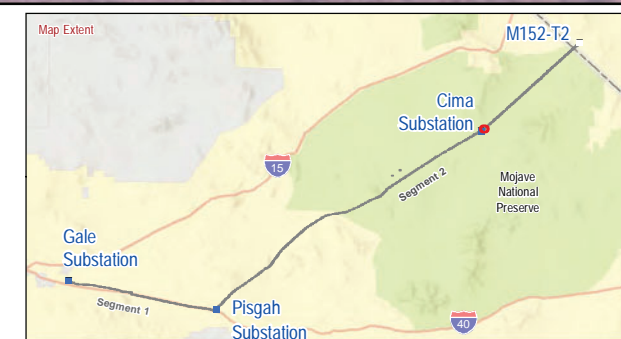 Map Extent
M152-T2
Cima
Substation
15
Segment 2
Mojave
National
Preserve
Gale
Substation
Segment 1
Pisgah
Substation
40